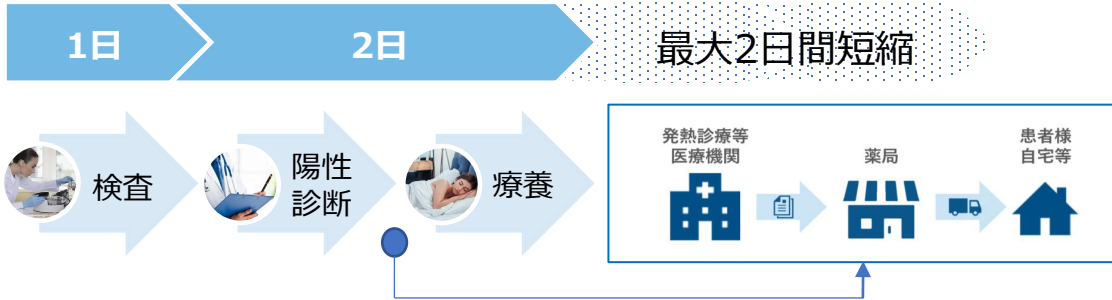 1日
2日
最大2日間短縮
検査
陽性
診断
療養
発熱診療等
医療機関
薬局
患者様
自宅等